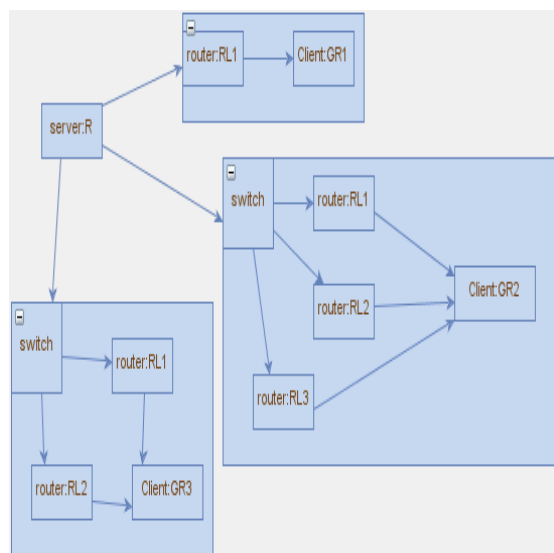 router:RL1
Client:GR1
server:R
switch
router:RL1
router:RL2
Client:GR2
router:RL3
switch
router:RL1
router:RL2
Client:GR3